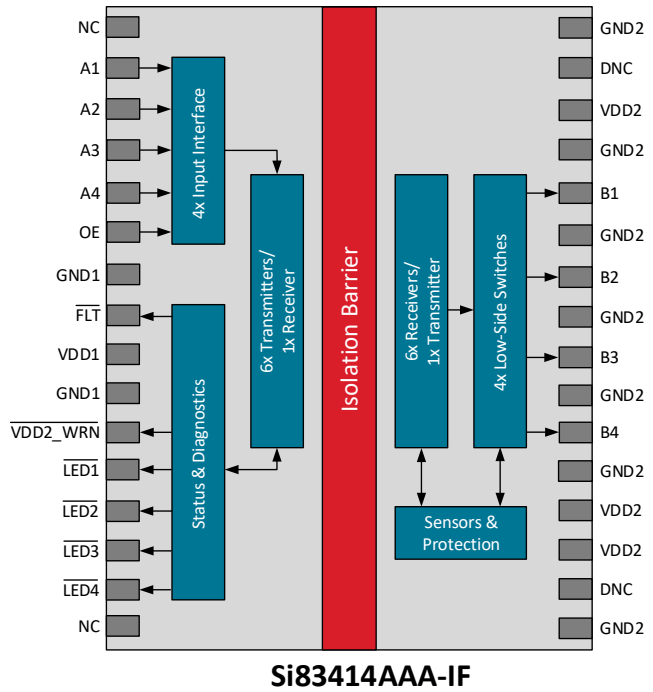 NC
A1
A2
A3
A4
OE
GND1
FLT
VDD1
GND1
VDD2_WRN
LED1
LED2
LED3
LED4
NC
4x Input Interface
Status & Diagnostics
6x Transmitters/
1x Receiver
Isolation Barrier
6x Receivers/
1x Transmitter
4x Low-Side Switches
Sensors &
Protection
GND2
DNC
VDD2
GND2
B1
GND2
B2
GND2
B3
GND2
B4
GND2
VDD2
VDD2
DNC
GND2
Si83414AAA-IF